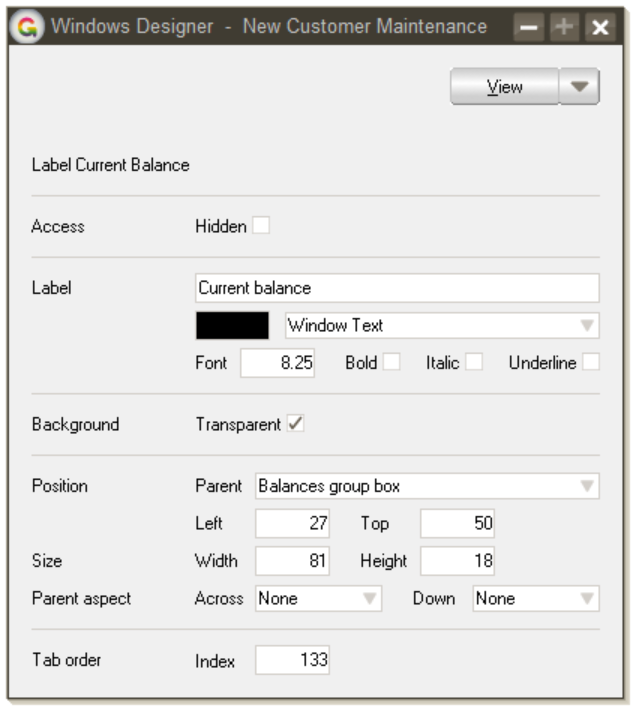 Windows Designer - New Customer Maintenance
View
Label Current Balance
Access Hidden
Label Current balance
Window Text
Font 8.25 Bold Italic Underline
Background Transparent
Position Parent Balances group box
Left 27 Top 50
Size Width 81 Height 18
Parent aspect Across None Down None
Tab order Index 133